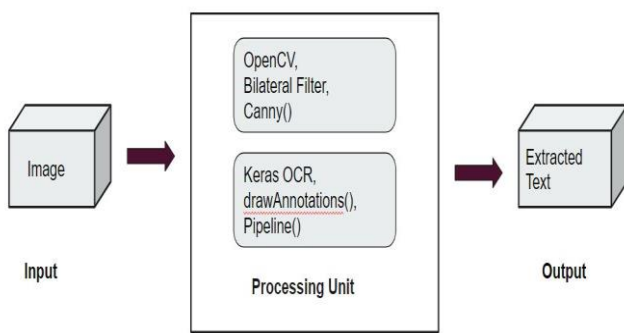 OpenCV,
Bilateral Filter,
Canny()
Image
Keras OCR,
drawAnnotations(),
Pipeline()
Extracted
Text
Input
Processing Unit
Output